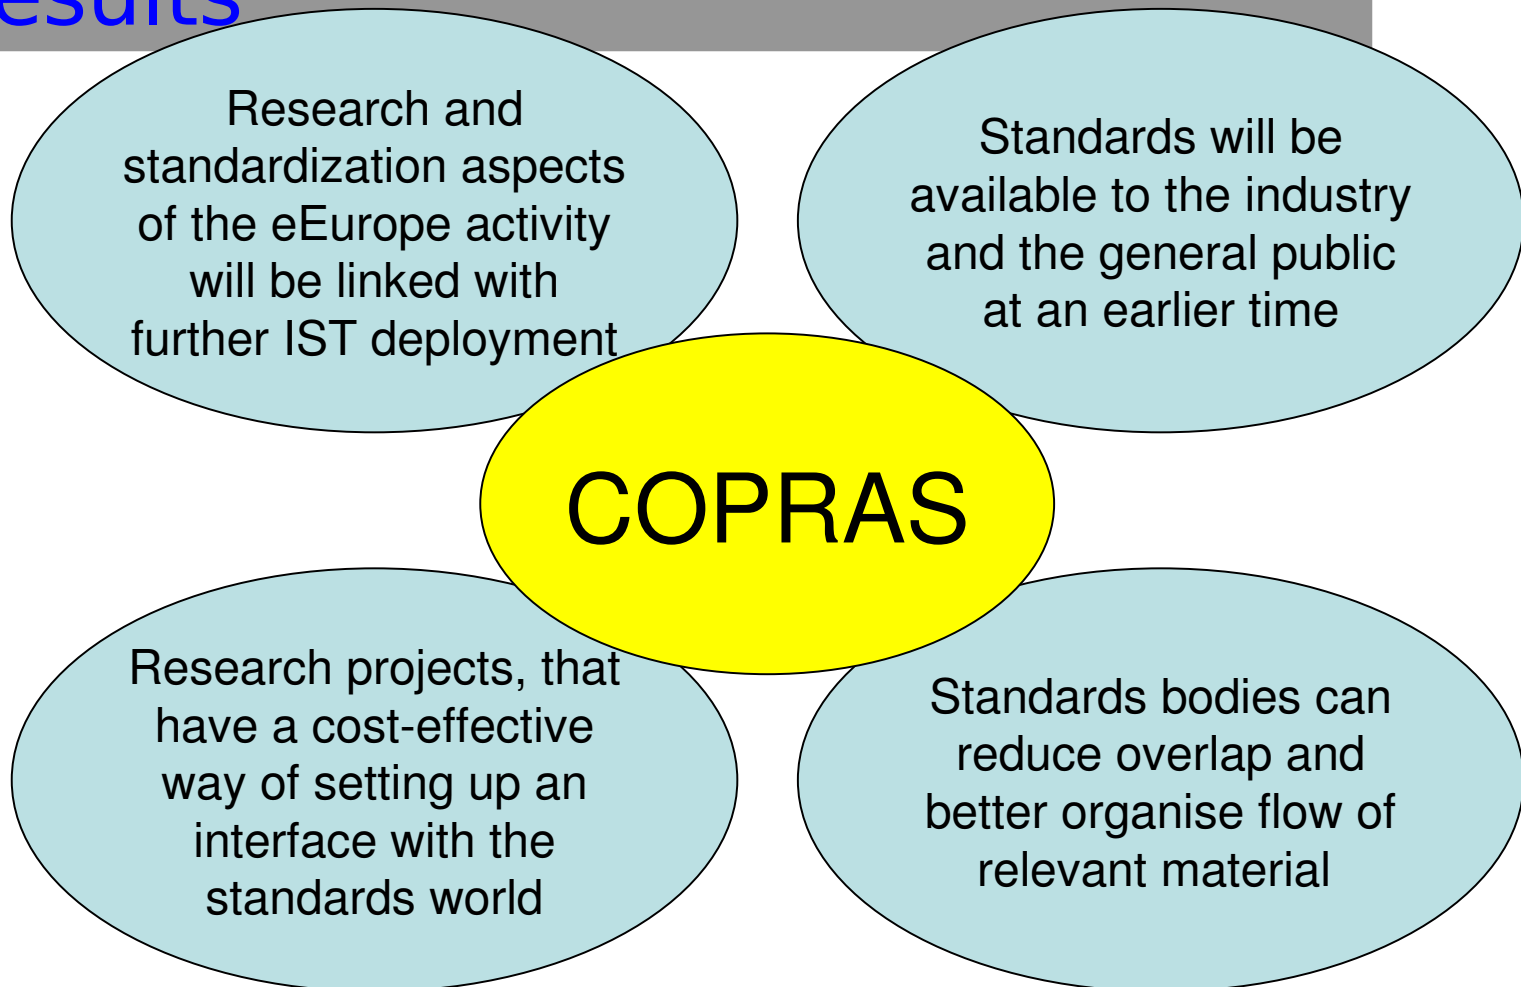 esults
Research and
standardization aspects
of the eEurope activity
will be linked with
further IST deployment
Standards will be
available to the industry
and the general public
at an earlier time
COPRAS
Research projects, that
have a cost-effective
way of setting up an
interface with the
standards world
Standards bodies can
reduce overlap and
better organise flow of
relevant material